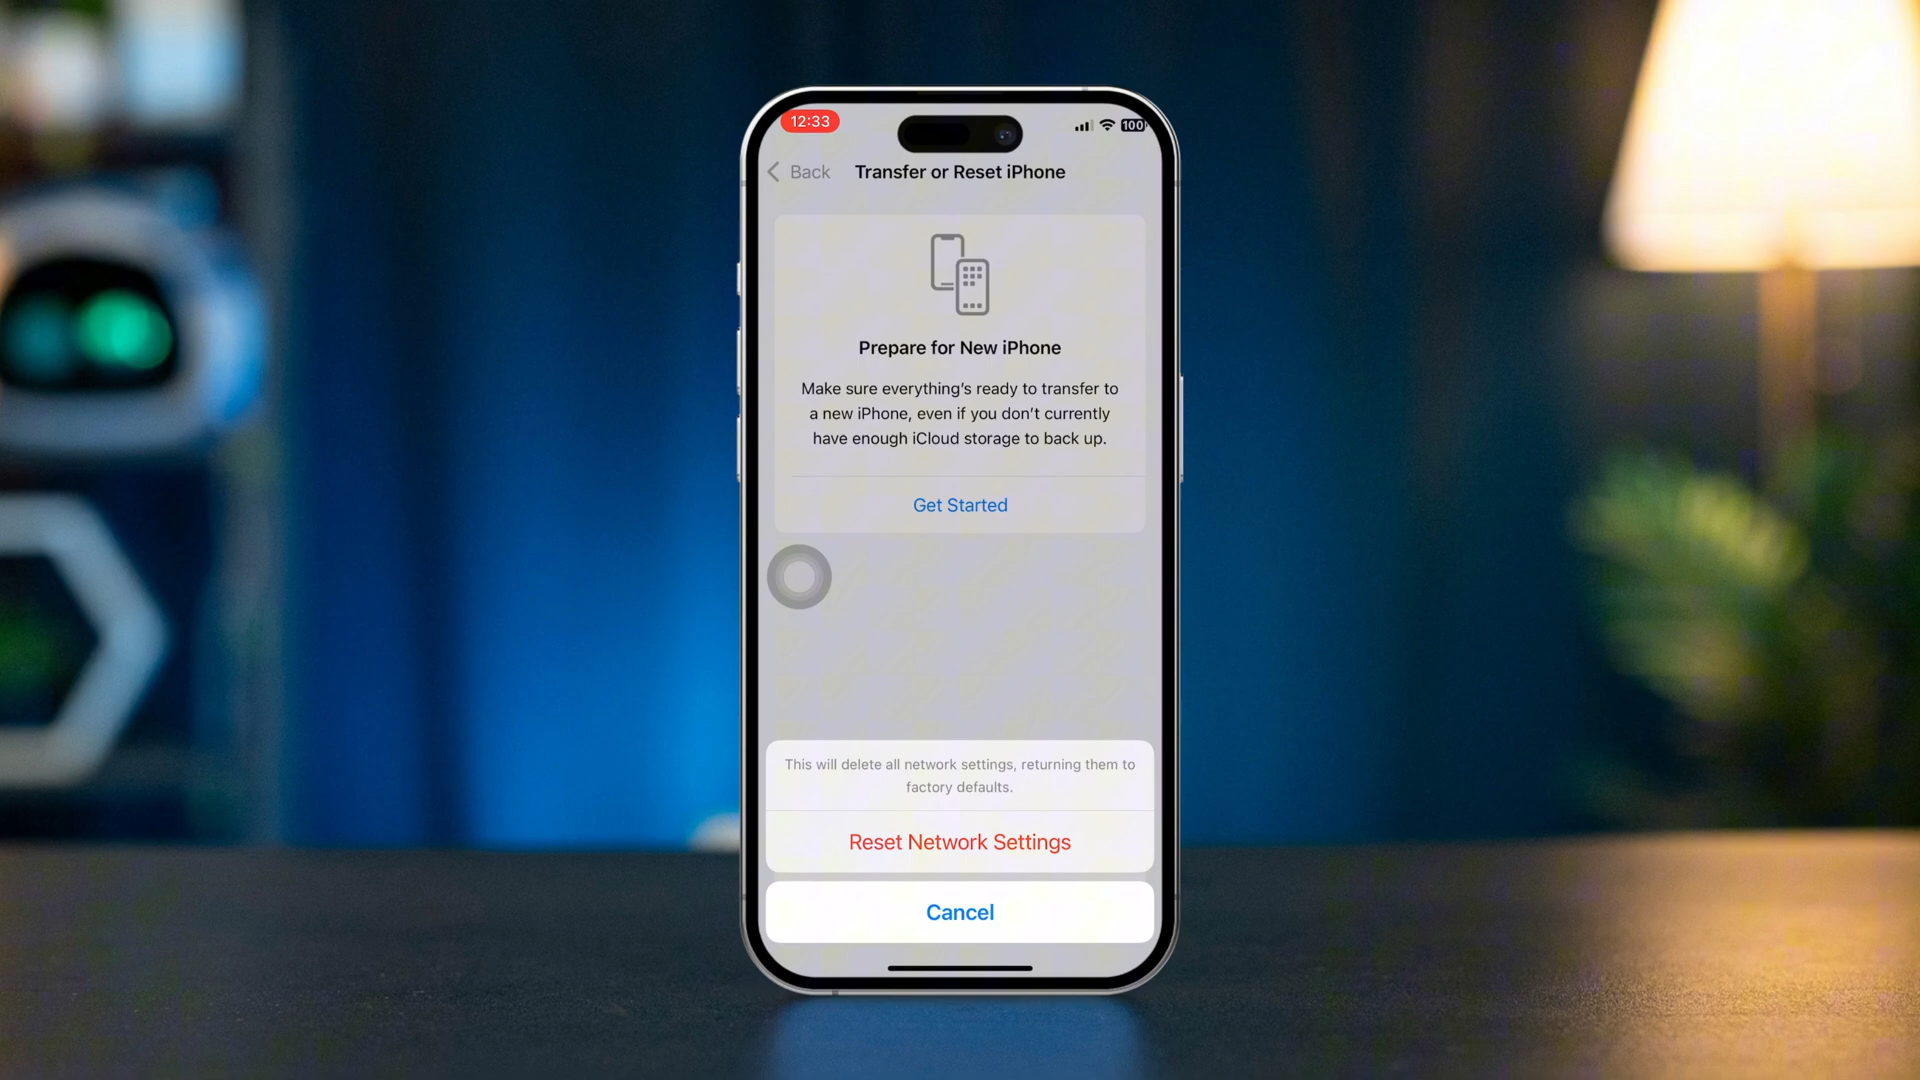 12:33
100
Back
Transfer or Reset iPhone
Prepare for New iPhone
Make sure everything's ready to transfer to
a new iPhone, even if you don't currently
have enough iCloud storage to back up.
Get Started
This will delete all network settings, returning them to
factory defaults.
Reset Network Settings
Cancel